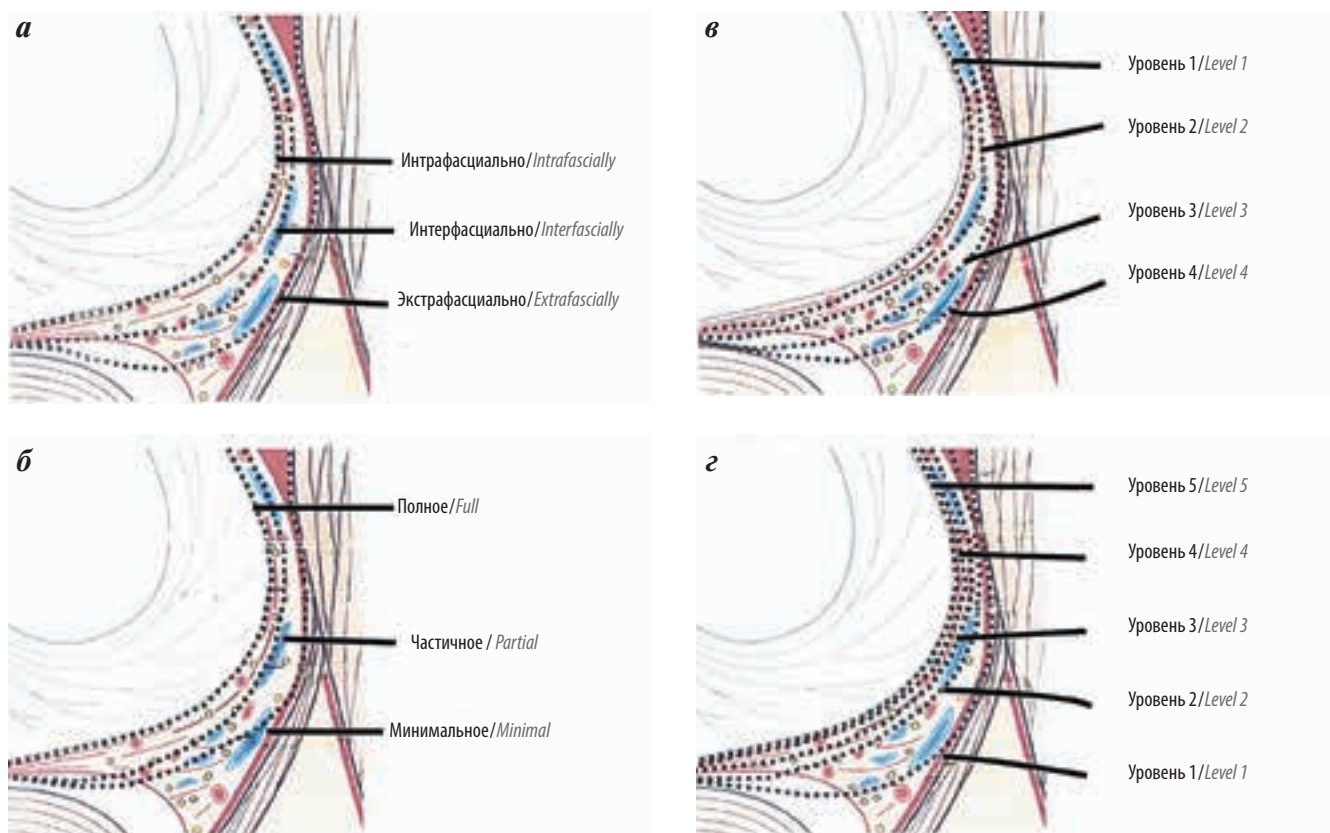 а
Интрафасциально/Intrafascially
Интерфасциально/Interfascially
Экстрафасциально/Extrafascially
в
Уровень 1/Level 1
Уровень 2/Level 2
Уровень 3/Level 3
Уровень 4/Level 4
б
Полное/Full
Частичное / Partial
Минимальное/Minimal
г
Уровень 5/Level 5
Уровень 4/Level 4
Уровень 3/Level 3
Уровень 2/Level 2
Уровень 1/Level 1